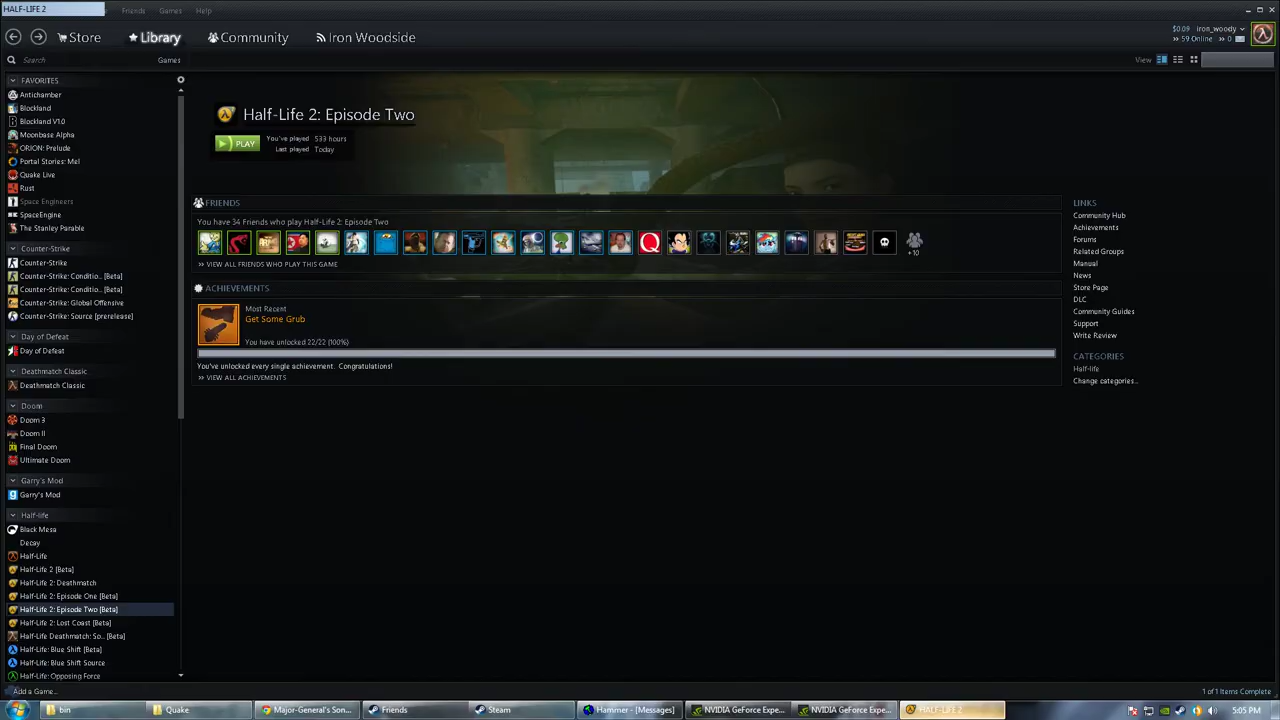 HALF-LIFE 2
Friends Games Help
Store Library Community Iron Woodside
$0.09 iron_woody
>> 59 Online >> 0
Search Games
View
FAVORITES
Antichamber
Blockland
Blockland V1.0
Moonbase Alpha
ORION: Prelude
Portal Stories: Mel
Quake Live
Rust
Space Engineers
SpaceEngine
The Stanley Parable
Counter-Strike
Counter-Strike
Counter-Strike: Conditio... [Beta]
Counter-Strike: Conditio... [Beta]
Counter-Strike: Global Offensive
Counter-Strike: Source [prerelease]
Day of Defeat
Day of Defeat
Deathmatch Classic
Deathmatch Classic
Doom
Doom 3
Doom II
Final Doom
Ultimate Doom
Garry's Mod
Garry's Mod
Half-life
Black Mesa
Decay
Half-Life
Half-Life 2 [Beta]
Half-Life 2: Deathmatch
Half-Life 2: Episode One [Beta]
Half-Life 2: Episode Two [Beta]
Half-Life 2: Lost Coast [Beta]
Half-Life Deathmatch: So... [Beta]
Half-Life: Blue Shift [Beta]
Half-Life: Blue Shift Source
Half-Life: Opposing Force
Add a Game...
Half-Life 2: Episode Two
PLAY
You've played 533 hours
Last played Today
FRIENDS
You have 34 Friends who play Half-Life 2: Episode Two
+10
>> VIEW ALL FRIENDS WHO PLAY THIS GAME
ACHIEVEMENTS
Most Recent
Get Some Grub
You have unlocked 22/22 (100%)
You've unlocked every single achievement. Congratulations!
>> VIEW ALL ACHIEVEMENTS
LINKS
Community Hub
Achievements
Forums
Related Groups
Manual
News
Store Page
DLC
Community Guides
Support
Write Review
CATEGORIES
Half-life
Change categories...
1 of 1 Items Complete
bin Quake Major-General's Son... Friends Steam Hammer - [Messages] NVIDIA GeForce Expe... NVIDIA GeForce Expe... HALF-LIFE 2 5:05 PM